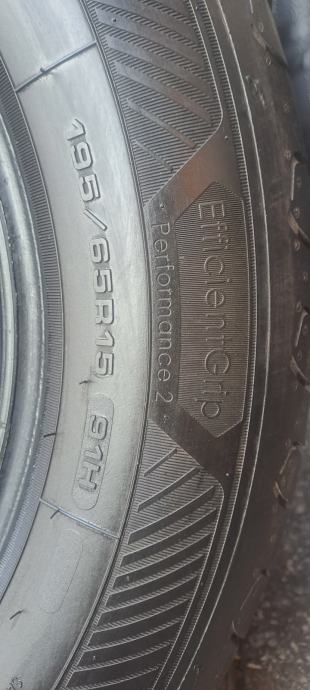 EfficientGrip
Performance 2
195/65R15 91H